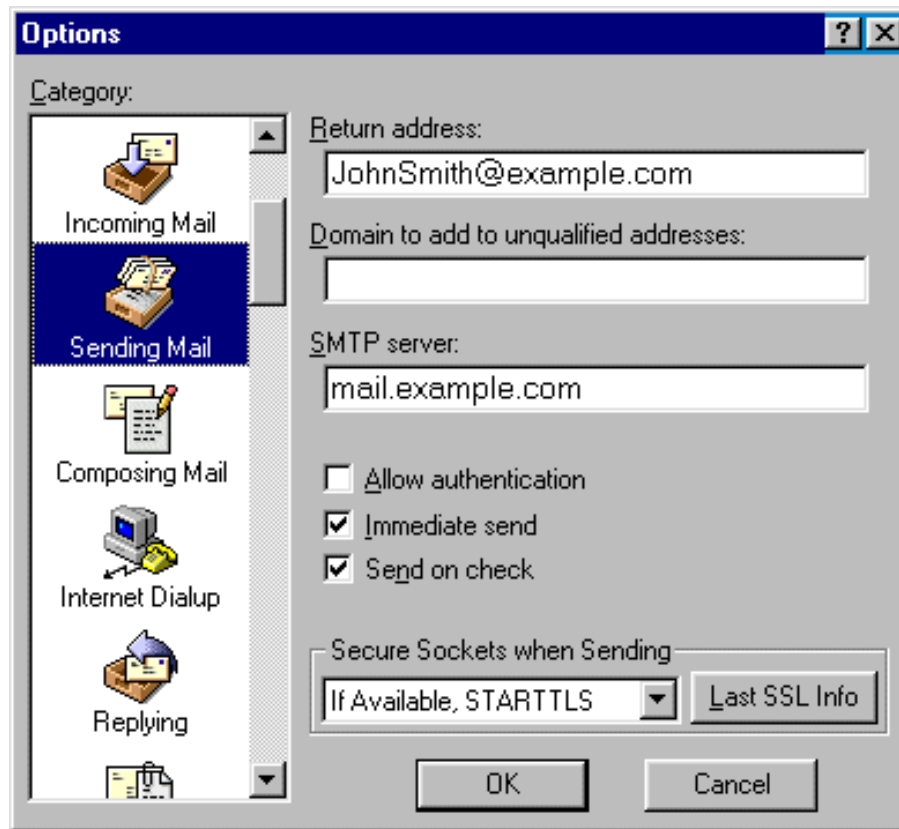 Options
Category:
Incoming Mail
Sending Mail
Composing Mail
Internet Dialup
Replying
Return address:
JohnSmith@example.com
Domain to add to unqualified addresses:
SMTP server:
mail.example.com
Allow authentication
Immediate send
Send on check
Secure Sockets when Sending
If Available, STARTTLS
Last SSL Info
OK
Cancel